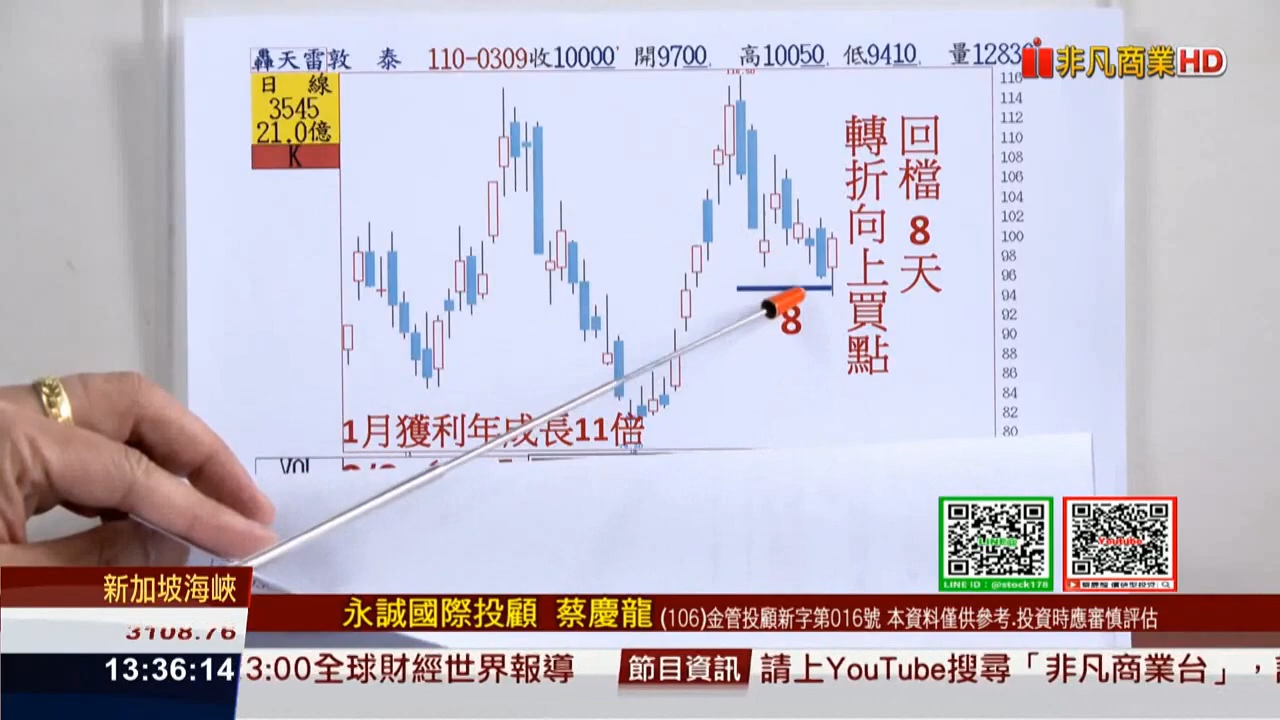 轟天雷敦 泰 110-0309收10000 開9700 高10050 低9410 量1283
非凡商業HD
日 線
3545
21.0億
K
116.50
116
114
112
110
108
106
104
102
100
98
96
94
92
90
88
86
84
82
80
回檔8天
轉折向上買點
8
1月獲利年成長11倍
VOL
LINE@
YouTube
LINE ID：@stock178
新加坡海峽
3108.76
13:36:14
永誠國際投顧 蔡慶龍 (106)金管投顧新字第016號 本資料僅供參考.投資時應審慎評估
3:00全球財經世界報導 節目資訊 請上YouTube搜尋「非凡商業台」，